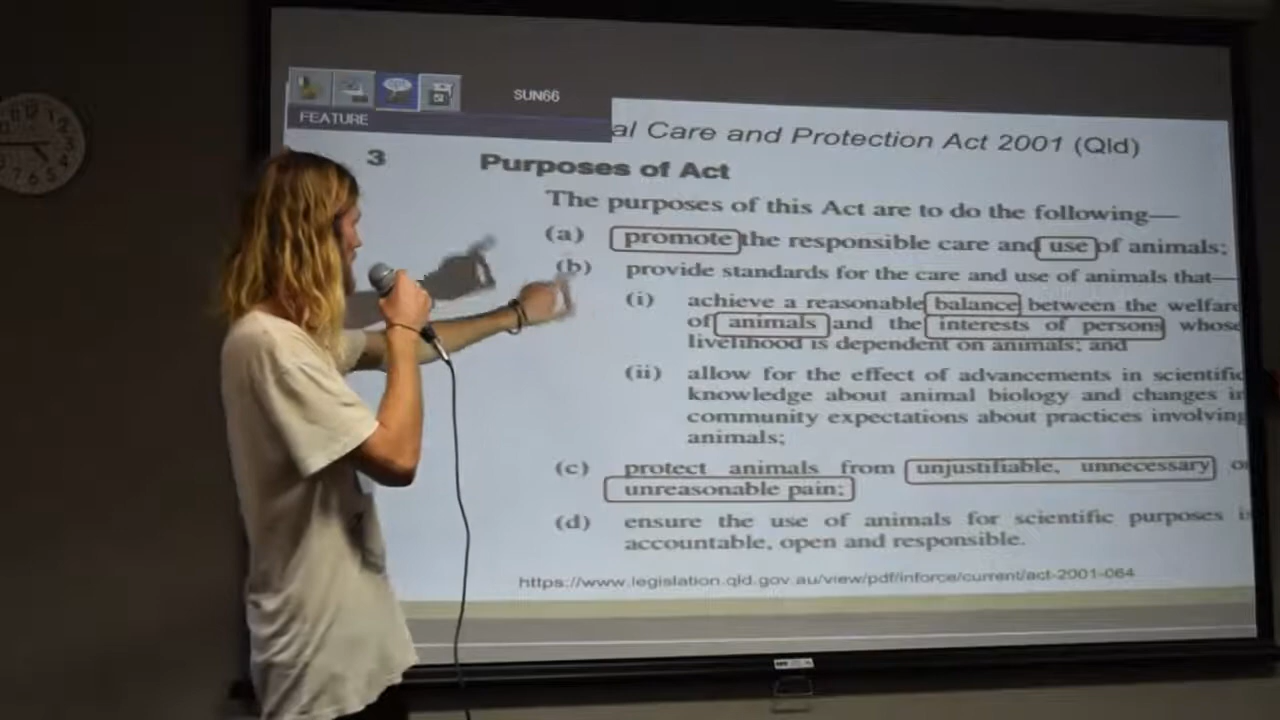 SUN66
FEATURE
al Care and Protection Act 2001 (Qld)
3 Purposes of Act
The purposes of this Act are to do the following—
(a) promote the responsible care and use of animals;
(b) provide standards for the care and use of animals that—
(i) achieve a reasonable balance between the welfare
of animals and the interests of persons whose
livelihood is dependent on animals; and
(ii) allow for the effect of advancements in scientific
knowledge about animal biology and changes in
community expectations about practices involving
animals;
(c) protect animals from unjustifiable, unnecessary or
unreasonable pain;
(d) ensure the use of animals for scientific purposes is
accountable, open and responsible.
https://www.legislation.qld.gov.au/view/pdf/inforce/current/act-2001-064